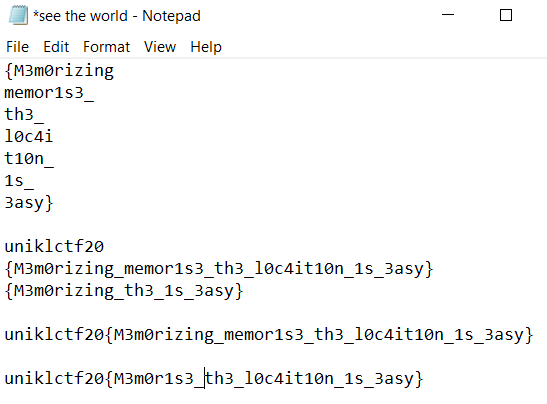 *see the world - Notepad
File Edit Format View Help
{M3m0rizing
memor1s3_
th3_
l0c4i
t10n_
1s_
3asy}
uniklctf20
{M3m0rizing_memor1s3_th3_l0c4it10n_1s_3asy}
{M3m0rizing_th3_1s_3asy}
uniklctf20{M3m0rizing_memor1s3_th3_l0c4it10n_1s_3asy}
uniklctf20{M3m0r1s3_th3_l0c4it10n_1s_3asy}